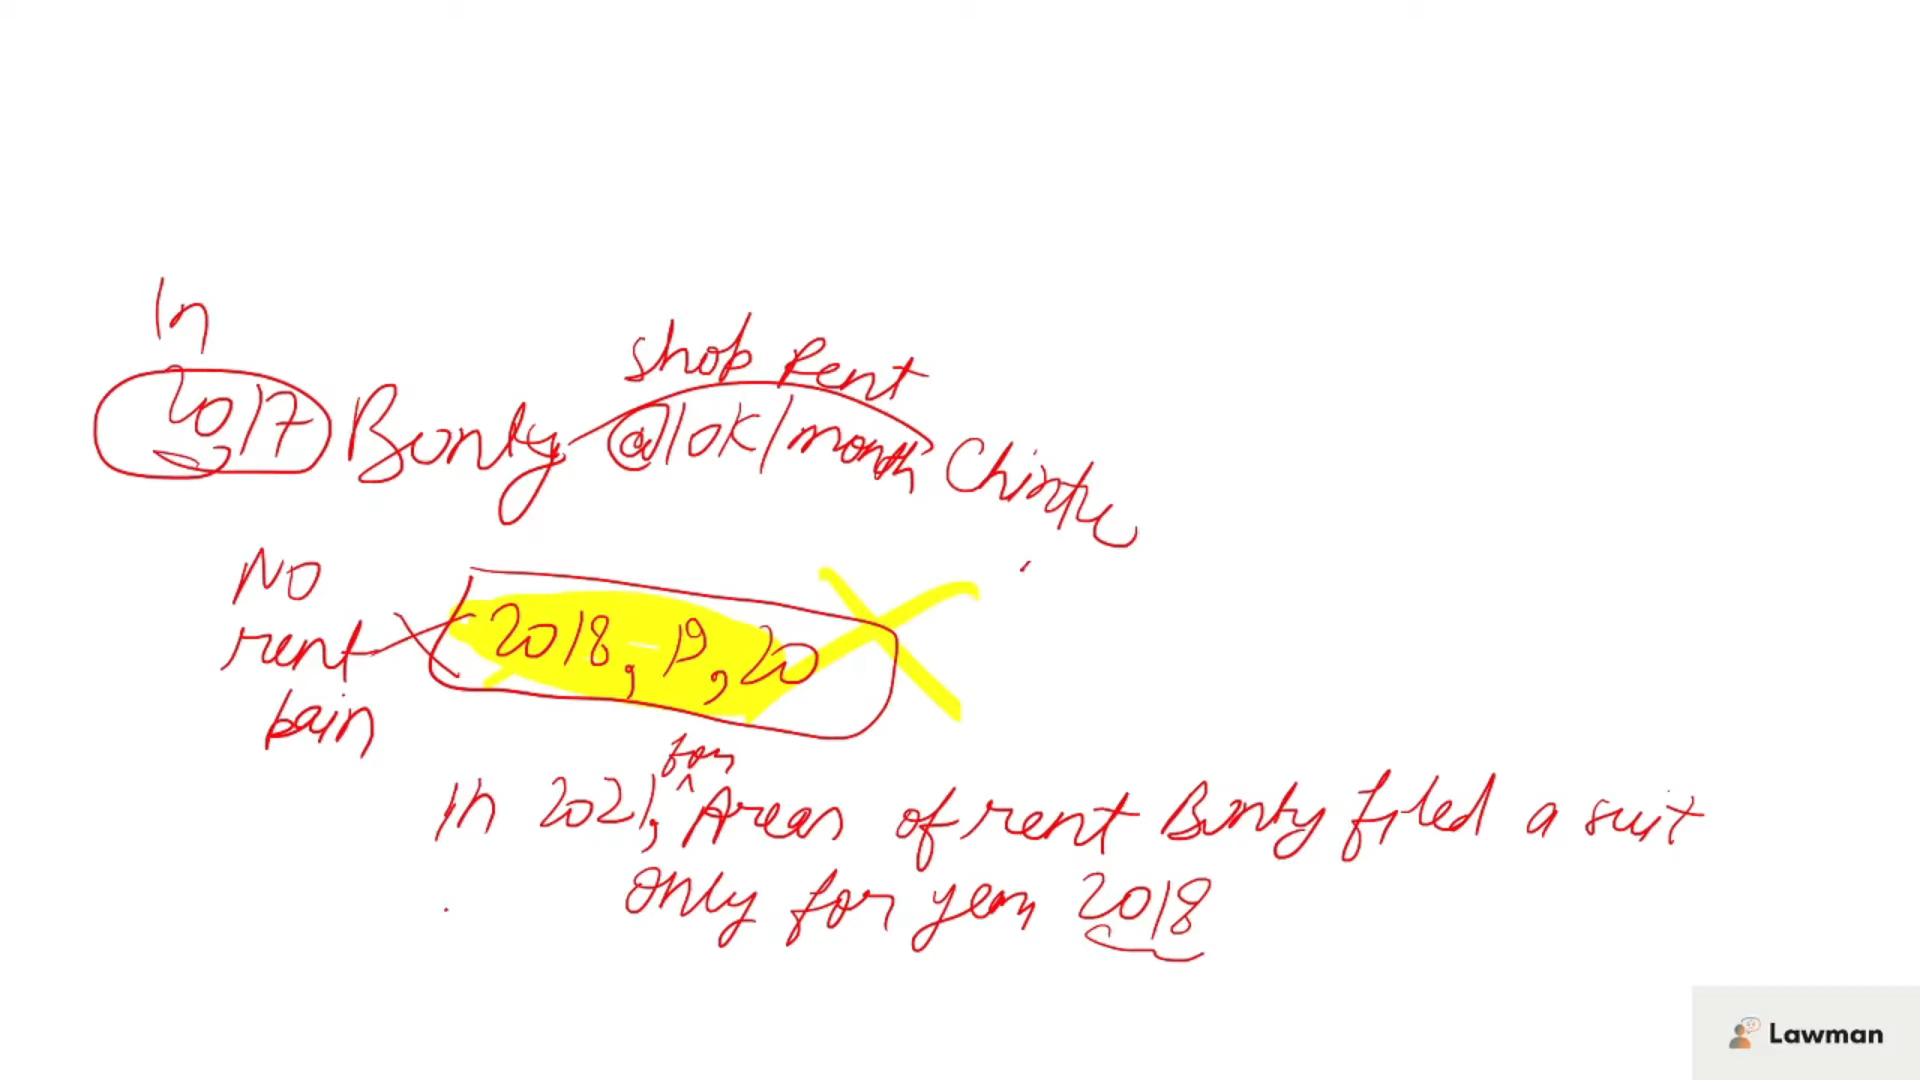 In
2017 Bunty shop Rent @10K/month Chintu
No rent pain 2018, 19, 20
In 2021, for Areas of rent Bunty filed a suit
only for year 2018
Lawman